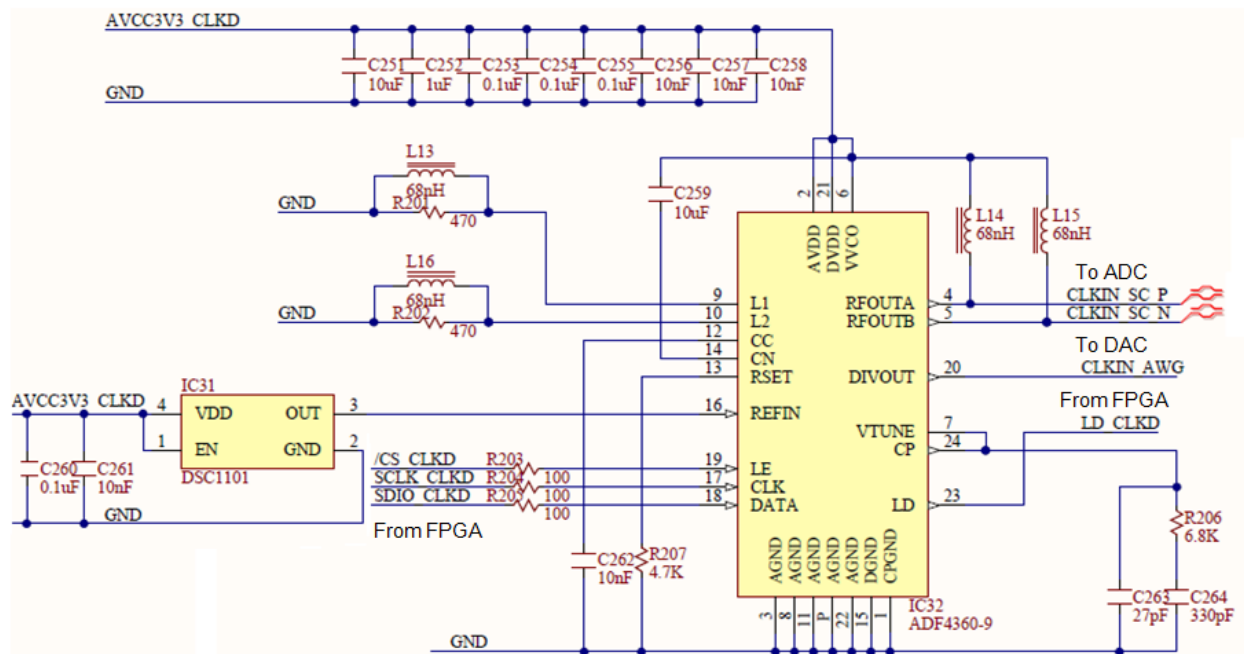 AVCC3V3_CLKD
C251
10uF
C252
1uF
C253
0.1uF
C254
0.1uF
C255
0.1uF
C256
10nF
C257
10nF
C258
10nF
GND
L13
68nH
GND
R201
470
L16
68nH
GND
R202
470
C259
10uF
2
21
6
AVDD
DVDD
VVCO
L14
68nH
L15
68nH
9
L1
10
L2
12
CC
14
CN
13
RSET
16
REFIN
19
LE
17
CLK
18
DATA
RFOUTA
4
To ADC
CLKIN_SC_P
RFOUTB
5
CLKIN_SC_N
To DAC
DIVOUT
20
CLKIN_AWG
From FPGA
VTUNE
7
LD_CLKD
CP
24
LD
23
IC31
AVCC3V3_CLKD
4
VDD
OUT
3
1
EN
GND
2
DSC1101
C260
0.1uF
C261
10nF
GND
/CS_CLKD
R203
100
SCLK_CLKD
R204
100
SDIO_CLKD
R205
100
From FPGA
C262
10nF
R207
4.7K
AGND
AGND
AGND
AGND
AGND
DGND
CPGND
3
8
11
P
22
15
1
IC32
ADF4360-9
R206
6.8K
C263
27pF
C264
330pF
GND